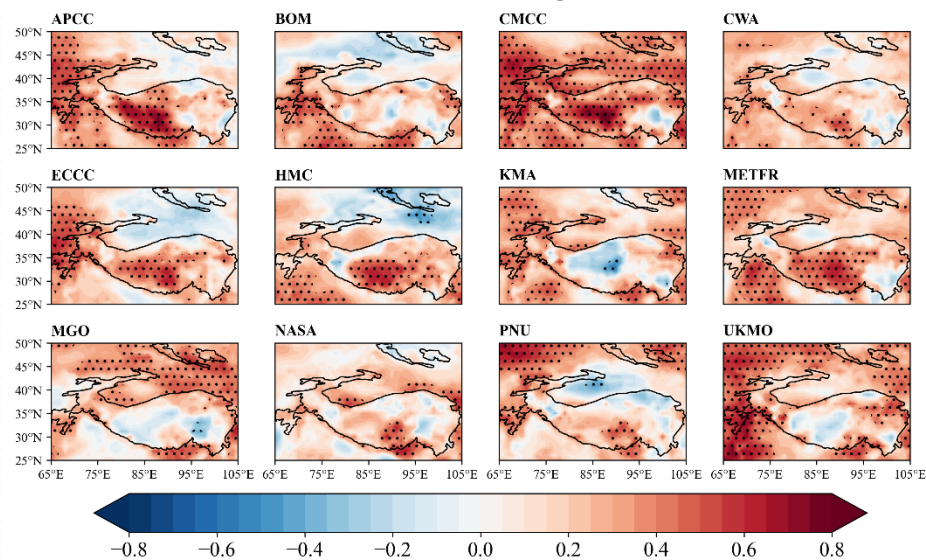 APCC BOM CMCC CWA
50°N
45°N
40°N
35°N
30°N
25°N
ECCC HMC KMA METFR
50°N
45°N
40°N
35°N
30°N
25°N
MGO NASA PNU UKMO
50°N
45°N
40°N
35°N
30°N
25°N
65°E 75°E 85°E 95°E 105°E 65°E 75°E 85°E 95°E 105°E 65°E 75°E 85°E 95°E 105°E 65°E 75°E 85°E 95°E 105°E
−0.8 −0.6 −0.4 −0.2 0.0 0.2 0.4 0.6 0.8